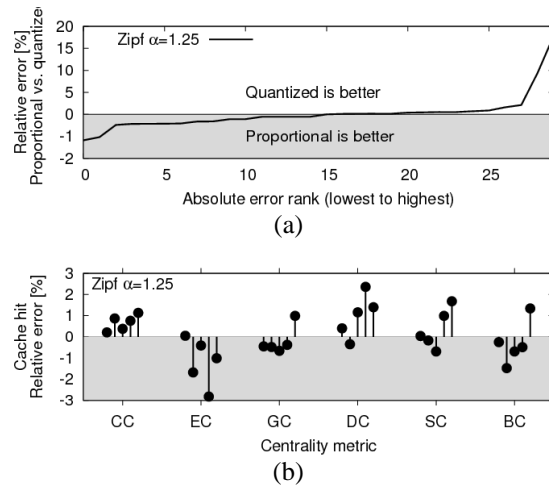 Relative error [%]
Proportional vs. quantize
20
15
10
5
0
-1
-2
Zipf α=1.25
Quantized is better
Proportional is better
0 5 10 15 20 25
Absolute error rank (lowest to highest)
(a)
Cache hit
Relative error [%]
3
2
1
0
-1
-2
-3
Zipf α=1.25
CC EC GC DC SC BC
Centrality metric
(b)